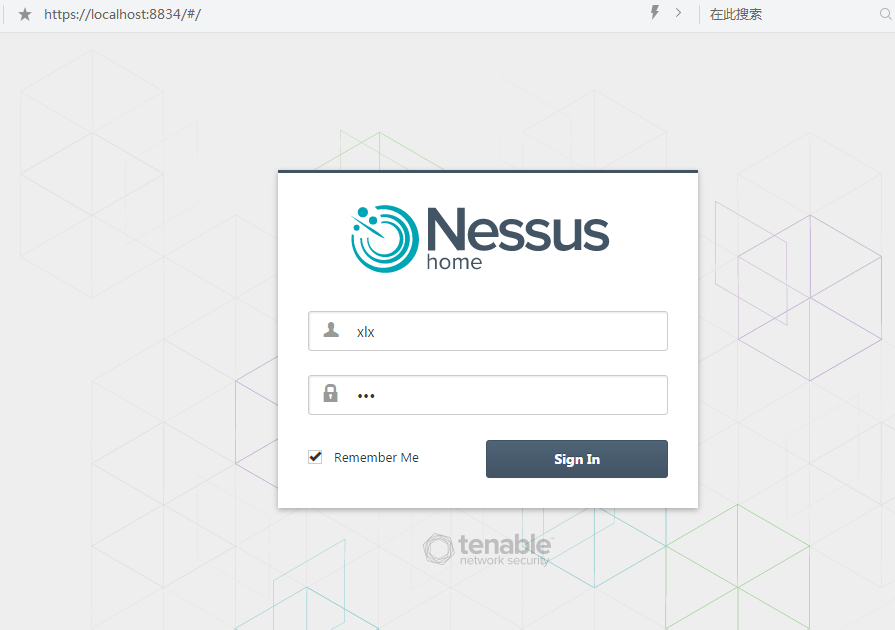 https://localhost:8834/#/
在此搜索
Nessus
home
xlx
•••
Remember Me
Sign In
tenable
network security